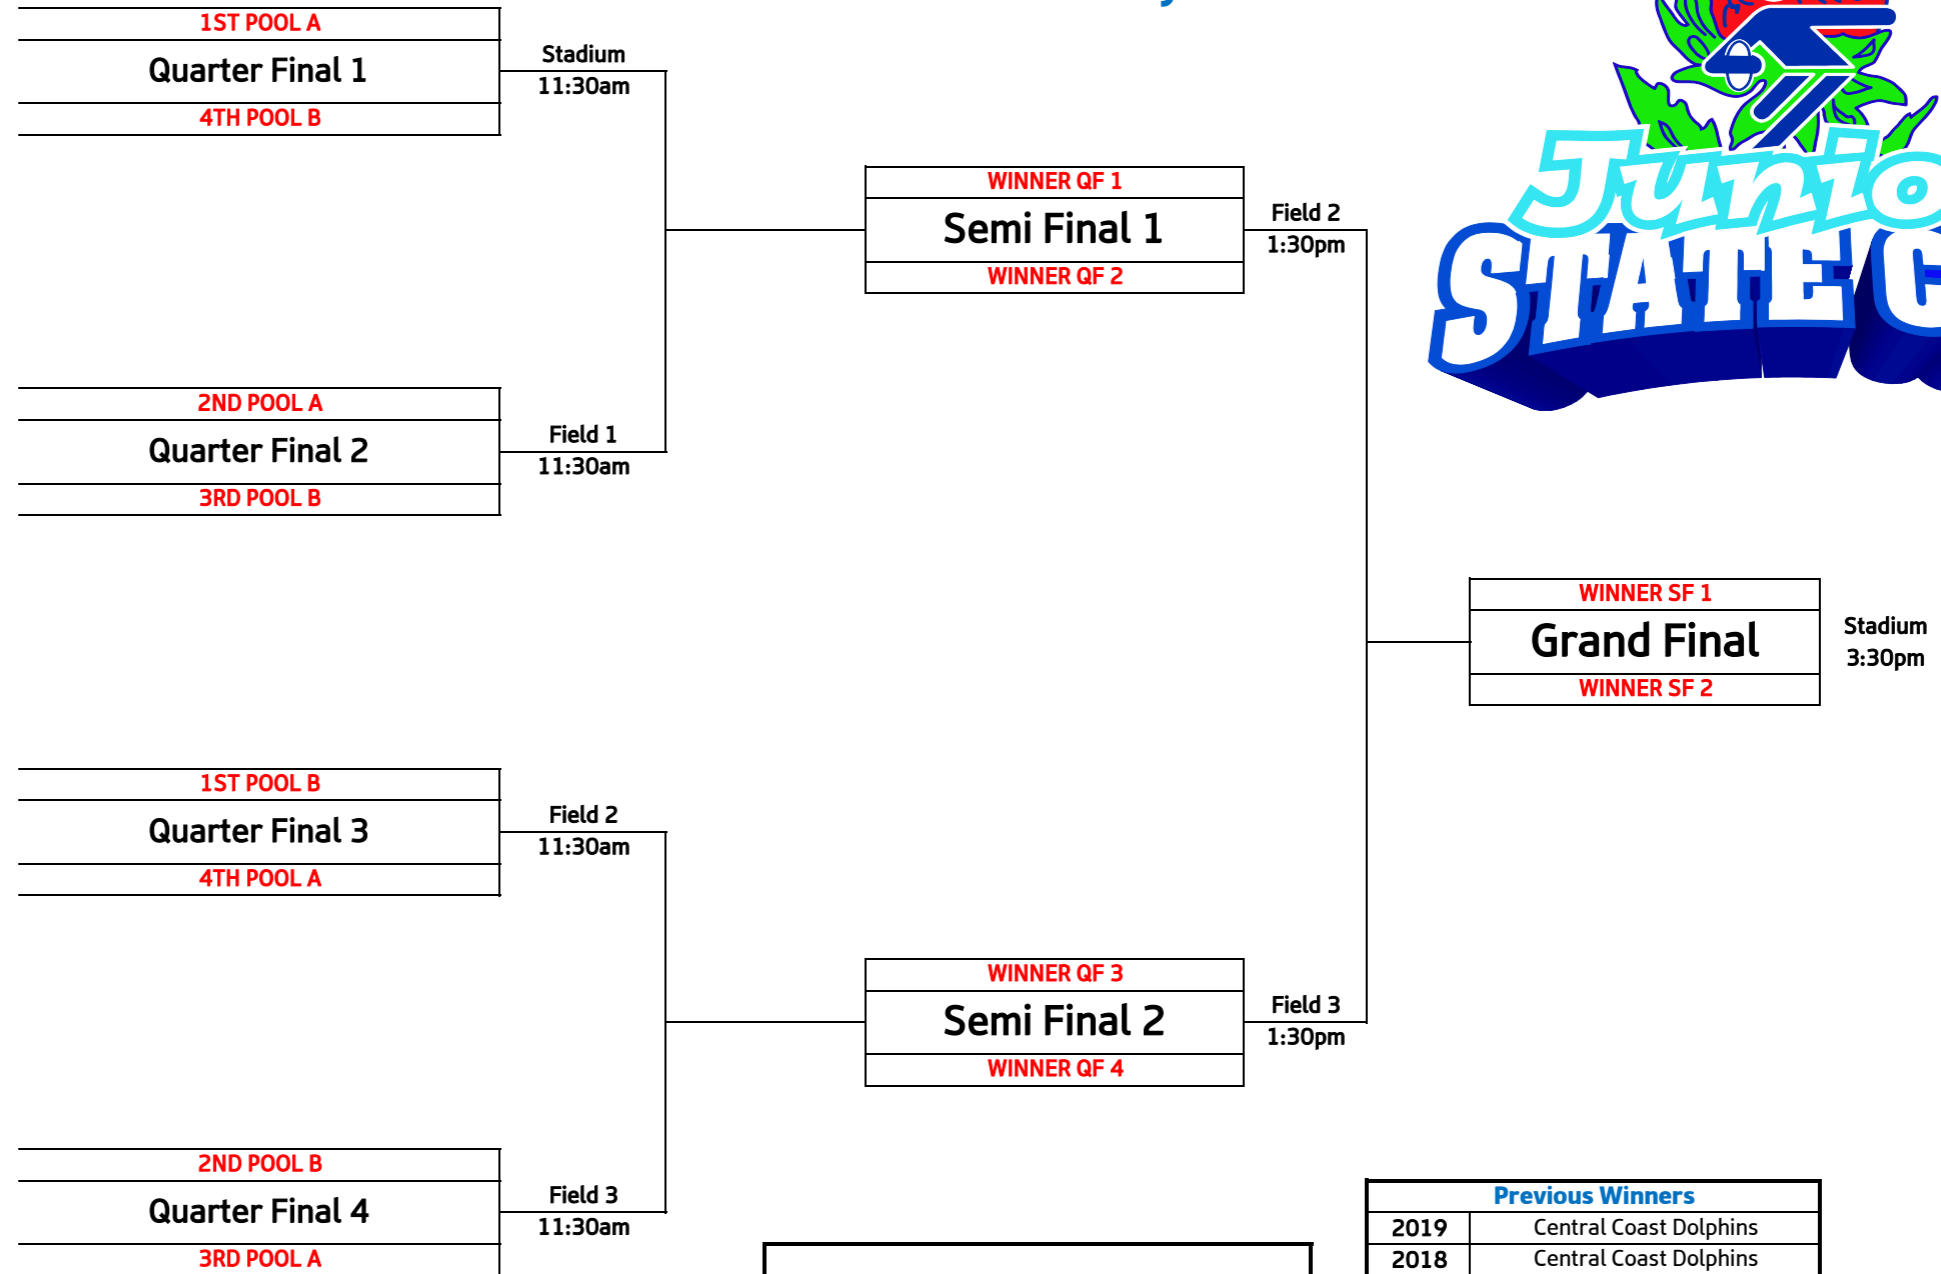 1ST POOL A
Quarter Final 1
4TH POOL B
Stadium
11:30am
WINNER QF 1
Semi Final 1
WINNER QF 2
Field 2
1:30pm
Junio
STATE C
2ND POOL A
Quarter Final 2
3RD POOL B
Field 1
11:30am
WINNER SF 1
Grand Final
WINNER SF 2
Stadium
3:30pm
1ST POOL B
Quarter Final 3
4TH POOL A
Field 2
11:30am
WINNER QF 3
Semi Final 2
WINNER QF 4
Field 3
1:30pm
2ND POOL B
Quarter Final 4
3RD POOL A
Field 3
11:30am
Previous Winners
2019 Central Coast Dolphins
2018 Central Coast Dolphins